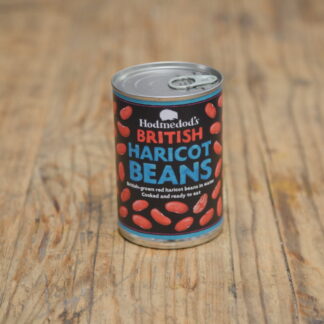 Hodmedod's
BRITISH
HARICOT
BEANS
British-grown red haricot beans in water
Cooked and ready to eat